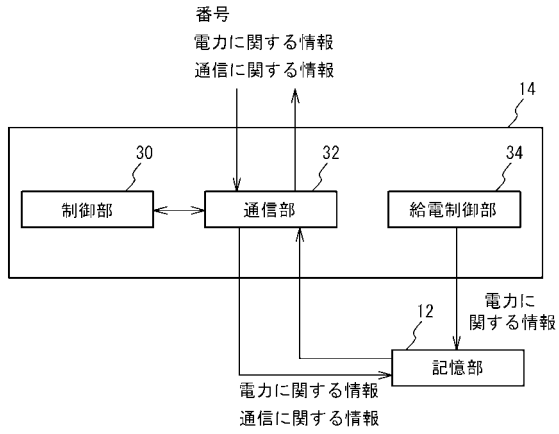 番号
電力に関する情報
通信に関する情報
14
30
32
34
制御部
通信部
給電制御部
電力に
関する情報
12
記憶部
電力に関する情報
通信に関する情報